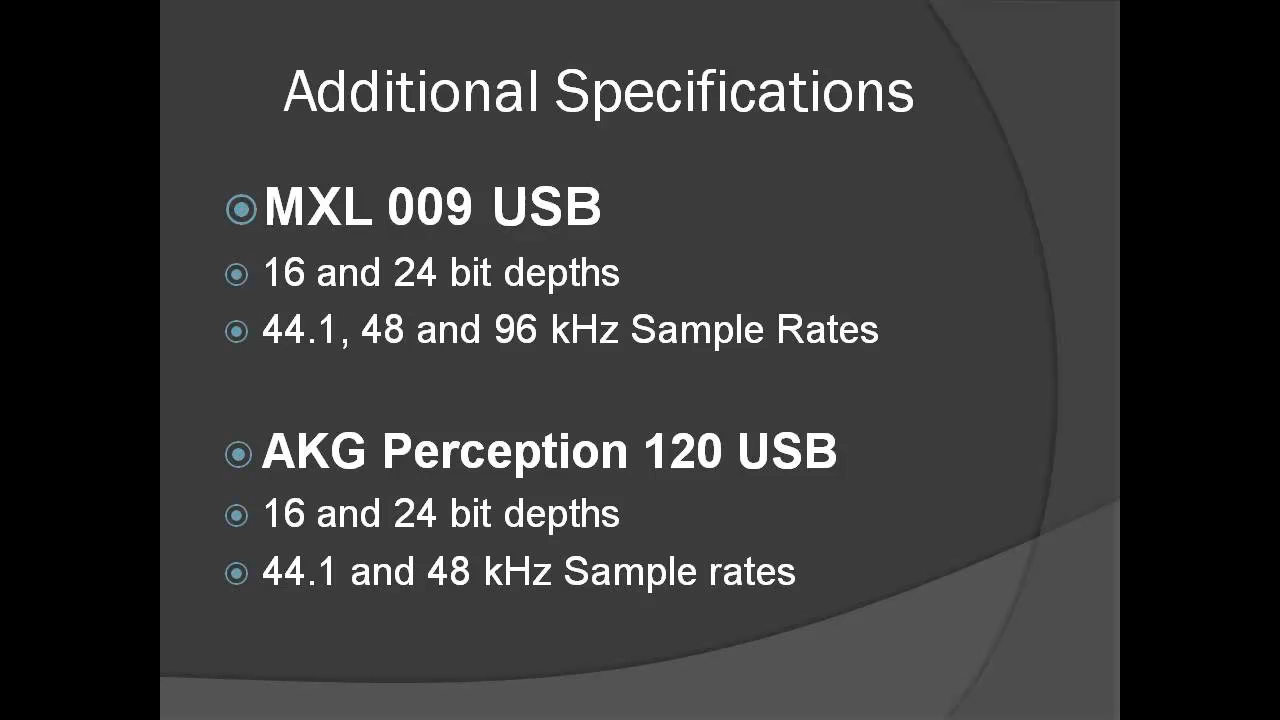 Additional Specifications
MXL 009 USB
16 and 24 bit depths
44.1, 48 and 96 kHz Sample Rates
AKG Perception 120 USB
16 and 24 bit depths
44.1 and 48 kHz Sample rates